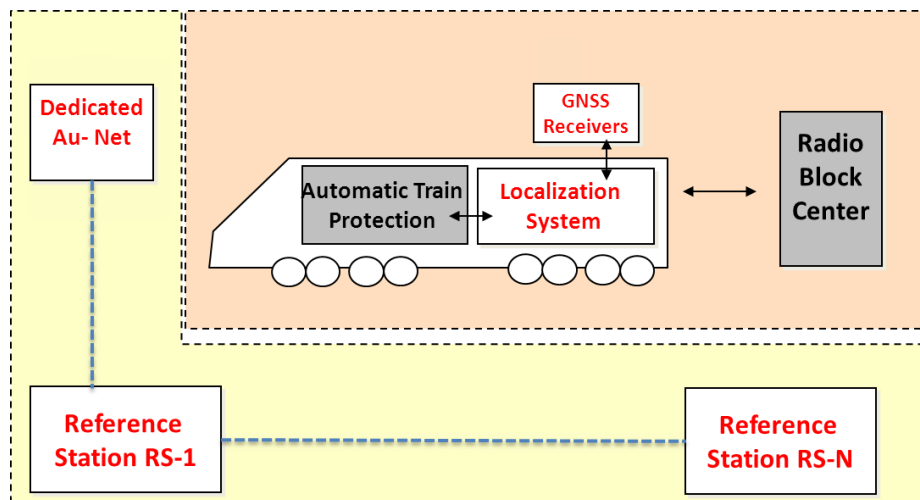 Dedicated
Au- Net
GNSS
Receivers
Automatic Train
Protection
Localization
System
Radio
Block
Center
Reference
Station RS-1
Reference
Station RS-N